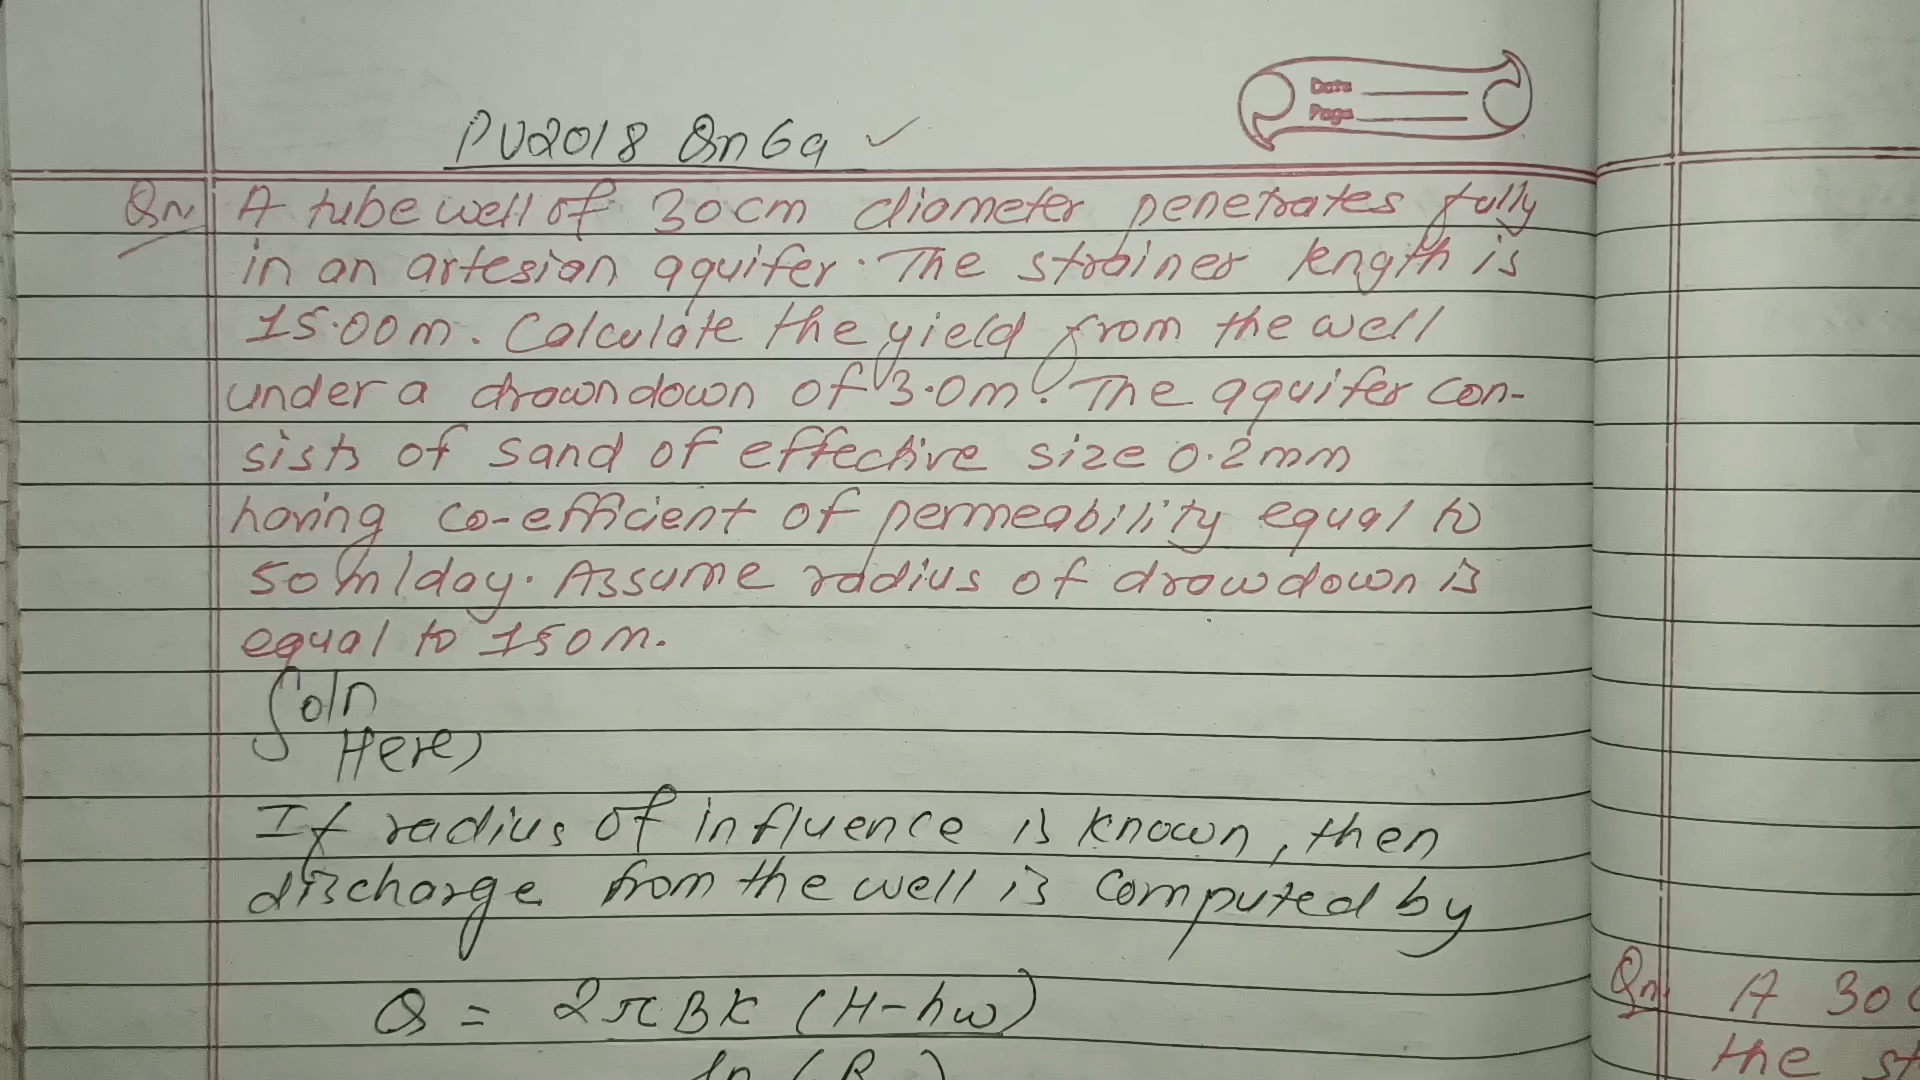 Date
Page
PU2018 Qn6a ✓
Qn A tube well of 30cm diameter penetrates fully
in an artesian aquifer. The strainer length is
15.00m. Calculate the yield from the well
under a drawndown of 3.0m. The aquifer con-
sists of sand of effective size 0.2mm
having co-efficient of permeability equal to
50m/day. Assume radius of drawdown is
equal to 150m.
Soln
Here,
If radius of influence is known, then
discharge from the well is computed by
Q = 2πBK (H-hw)
ln (R )
Qn A 30
the st